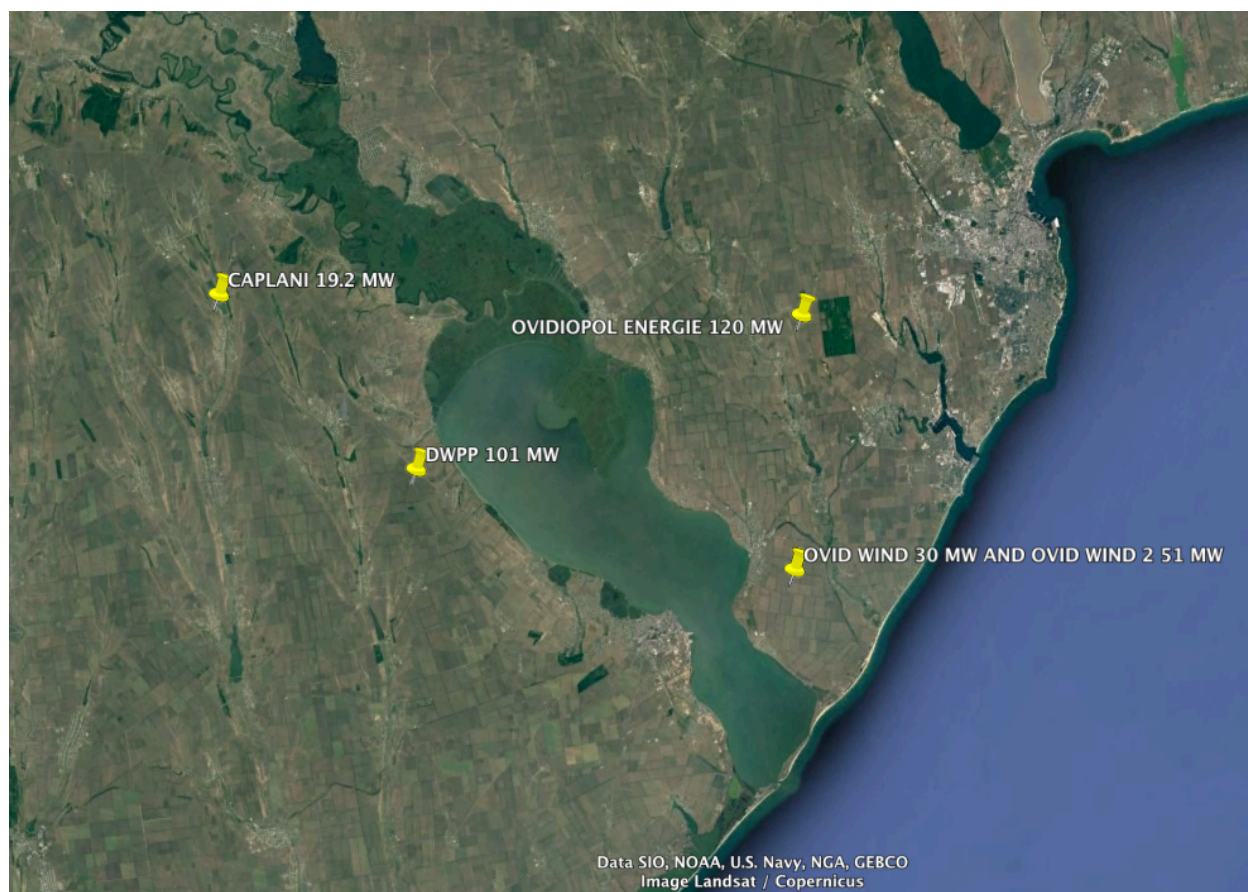 CAPLANI 19.2 MW
OVIDIOPOL ENERGIE 120 MW
DWPP 101 MW
OVID WIND 30 MW AND OVID WIND 2 51 MW
Data SIO, NOAA, U.S. Navy, NGA, GEBCO
Image Landsat / Copernicus